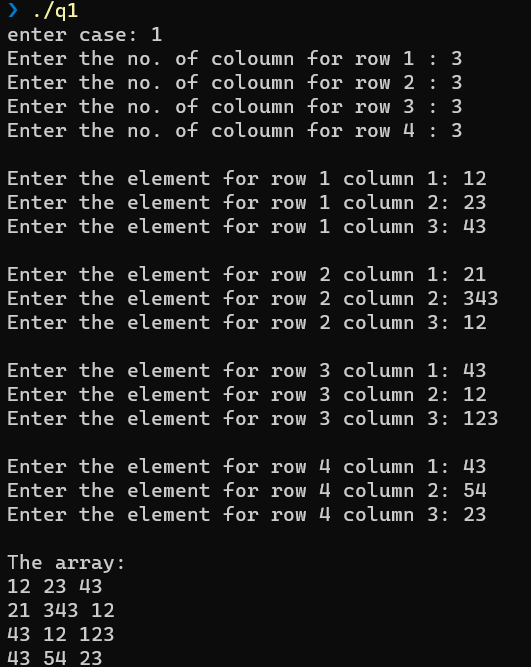 ❯ ./q1
enter case: 1
Enter the no. of coloumn for row 1 : 3
Enter the no. of coloumn for row 2 : 3
Enter the no. of coloumn for row 3 : 3
Enter the no. of coloumn for row 4 : 3
Enter the element for row 1 column 1: 12
Enter the element for row 1 column 2: 23
Enter the element for row 1 column 3: 43
Enter the element for row 2 column 1: 21
Enter the element for row 2 column 2: 343
Enter the element for row 2 column 3: 12
Enter the element for row 3 column 1: 43
Enter the element for row 3 column 2: 12
Enter the element for row 3 column 3: 123
Enter the element for row 4 column 1: 43
Enter the element for row 4 column 2: 54
Enter the element for row 4 column 3: 23
The array:
12 23 43
21 343 12
43 12 123
43 54 23